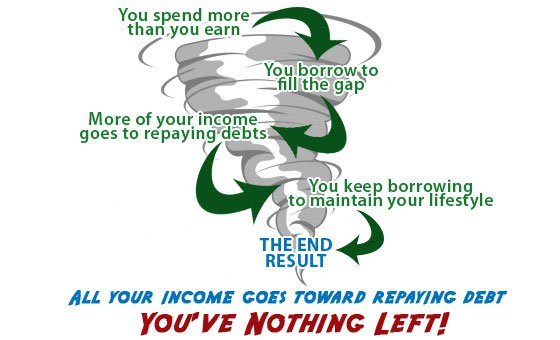 You spend more
than you earn
You borrow to
fill the gap
More of your income
goes to repaying debts
You keep borrowing
to maintain your lifestyle
THE END
RESULT
ALL YOUR INCOME GOES TOWARD REPAYING DEBT
YOU'VE NOTHING LEFT!